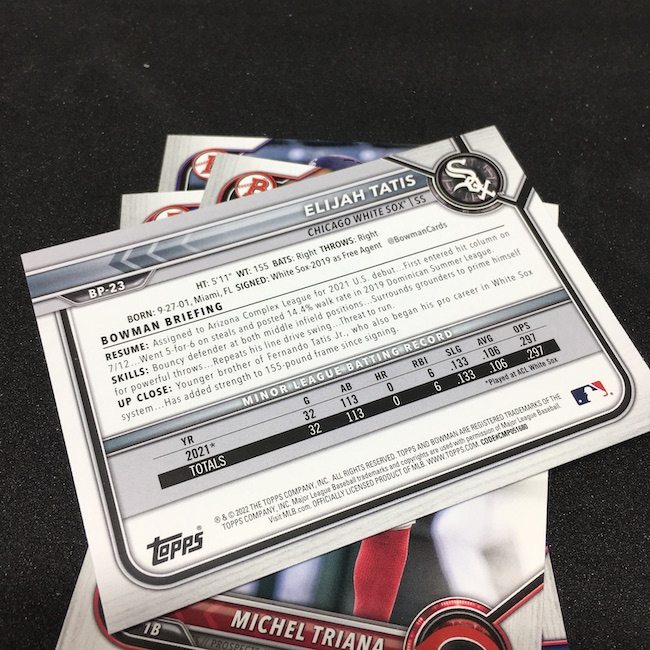 Sox
ELIJAH TATIS
CHICAGO WHITE SOX® | SS
BP-23
HT: 5'11" WT: 155 BATS: Right THROWS: Right
BORN: 9-27-01, Miami, FL SIGNED: White Sox 2019 as Free Agent @BowmanCards
BOWMAN BRIEFING
RESUME: Assigned to Arizona Complex League for 2021 U.S. debut...First entered hit column on
7/12...Went 5-for-6 on steals and posted 14.4% walk rate in 2019 Dominican Summer League.
SKILLS: Bouncy defender at both middle infield positions...Surrounds grounders to prime himself
for powerful throws...Repeats his line drive swing...Threat to run.
UP CLOSE: Younger brother of Fernando Tatis Jr., who also began his pro career in White Sox
system...Has added strength to 155-pound frame since signing.
MINOR LEAGUE BATTING RECORD
YR G AB HR RBI SLG AVG OPS
2021* 32 113 0 6 .133 .106 .297
TOTALS 32 113 0 6 .133 .106 .297
*Played at ACL White Sox
® & © 2022 THE TOPPS COMPANY, INC. ALL RIGHTS RESERVED. TOPPS AND BOWMAN ARE REGISTERED TRADEMARKS OF THE
TOPPS COMPANY, INC. Major League Baseball trademarks and copyrights are used with permission of Major League Baseball.
Visit MLB.com. OFFICIALLY LICENSED PRODUCT OF MLB. WWW.TOPPS.COM. CODE#CMP051680
TOPPS®
MICHEL TRIANA
1B